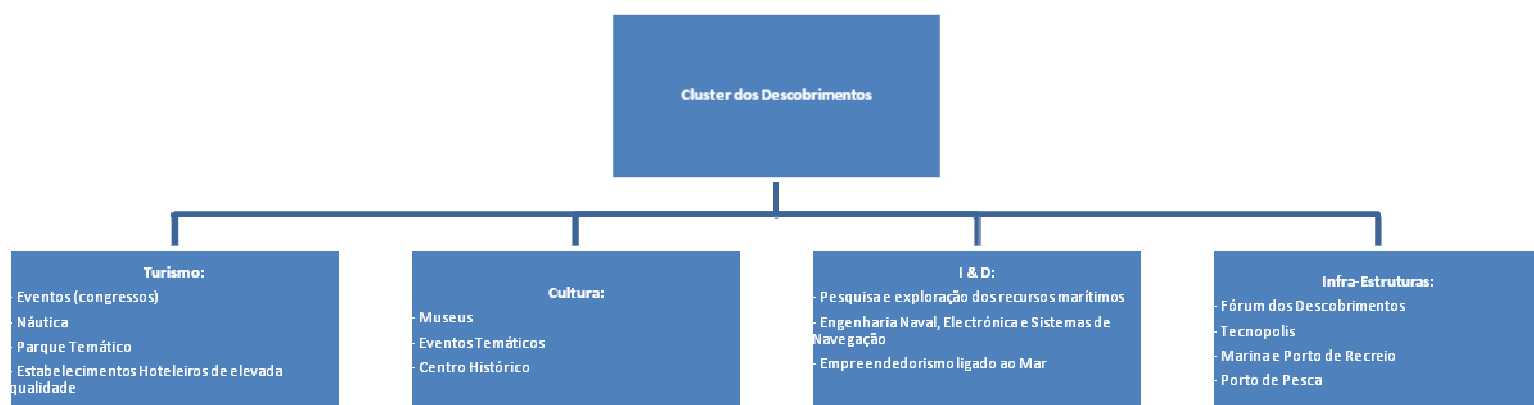 Cluster dos Descobrimentos
Turismo:
- Eventos (congressos)
- Náutica
- Parque Temático
- Estabelecimentos Hoteleiros de elevada
qualidade
Cultura:
- Museus
- Eventos Temáticos
- Centro Histórico
I & D:
- Pesquisa e exploração dos recursos marítimos
- Engenharia Naval, Electrónica e Sistemas de
Navegação
- Empreendedorismo ligado ao Mar
Infra-Estruturas:
- Fórum dos Descobrimentos
- Tecnopolis
- Marina e Porto de Recreio
- Porto de Pesca